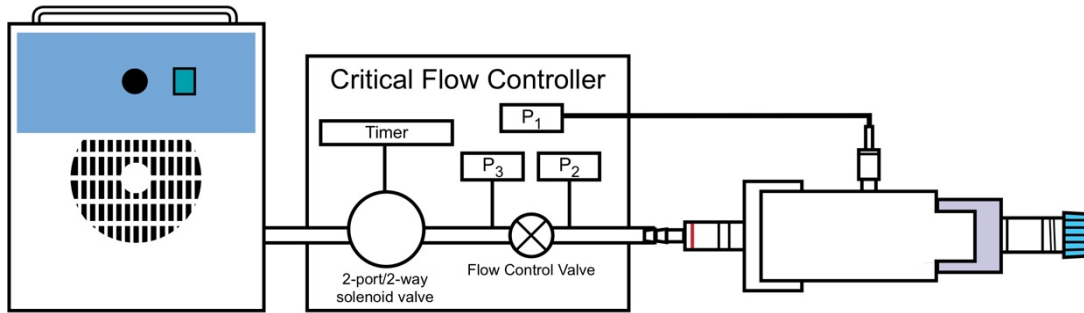 Critical Flow Controller
P1
Timer
P3
P2
Flow Control Valve
2-port/2-way
solenoid valve